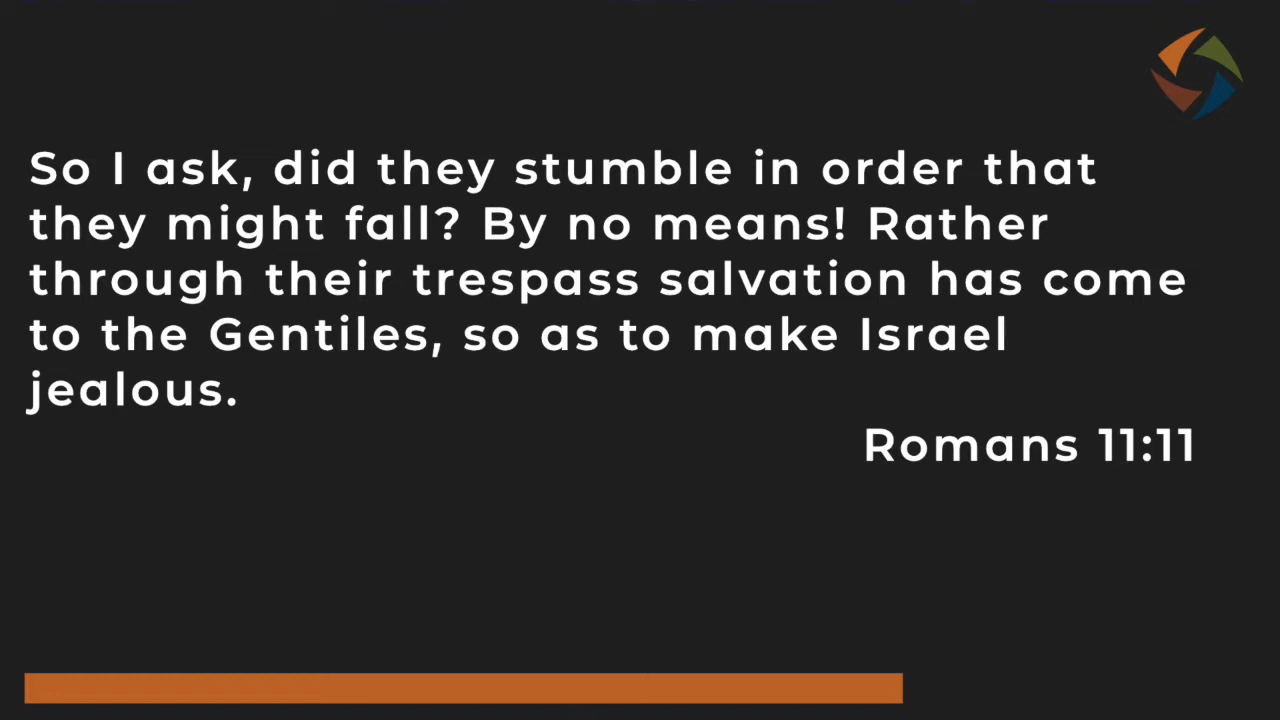 So I ask, did they stumble in order that
they might fall? By no means! Rather
through their trespass salvation has come
to the Gentiles, so as to make Israel
jealous.
Romans 11:11